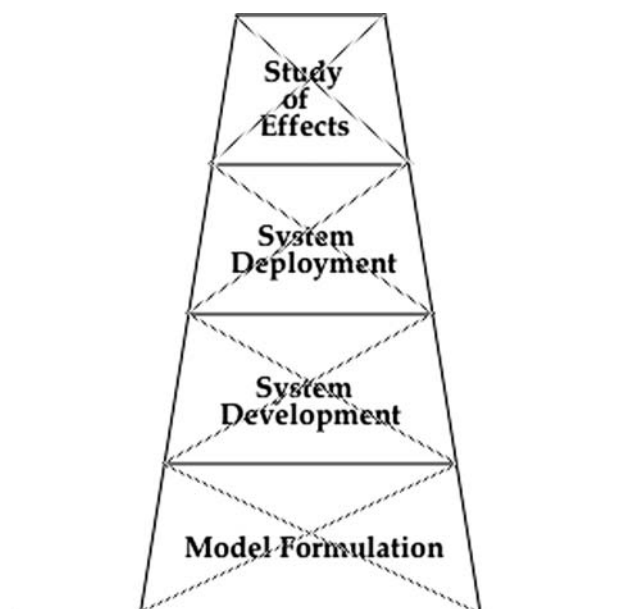 Study
of
Effects
System
Deployment
System
Development
Model Formulation